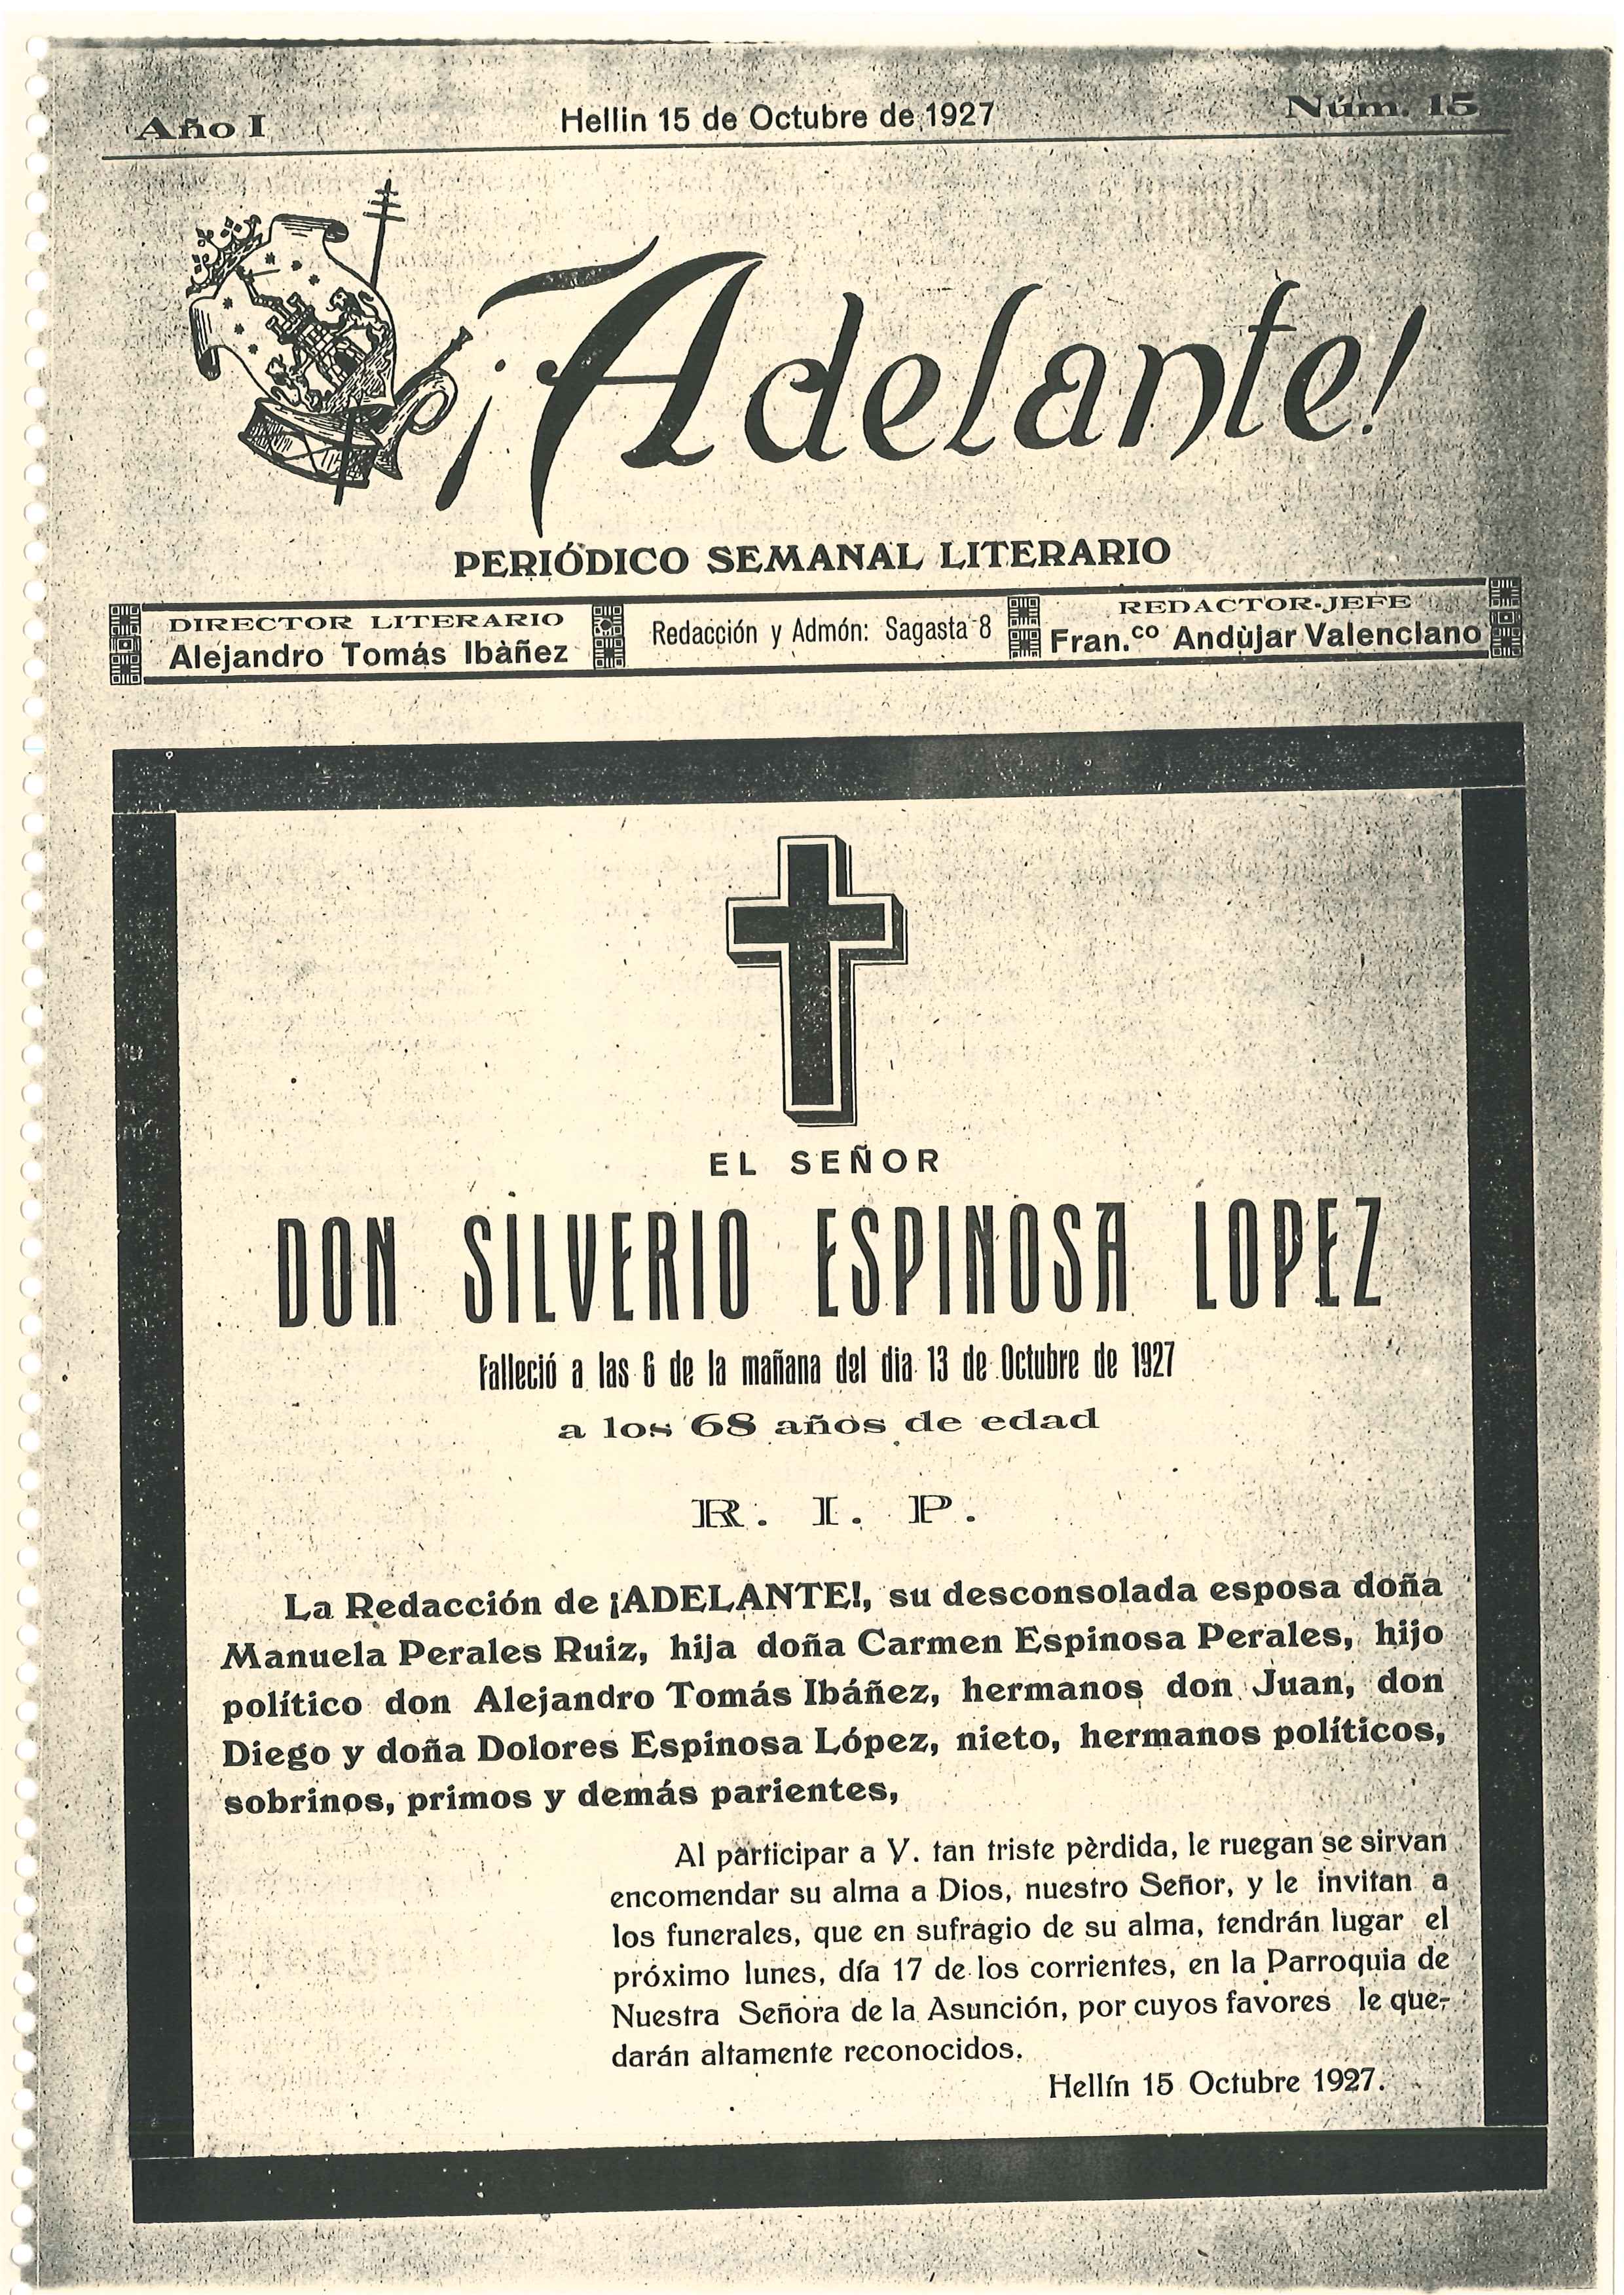 Año I
Hellin 15 de Octubre de 1927
Núm. 15
¡Adelante!
PERIÓDICO SEMANAL LITERARIO
DIRECTOR LITERARIO
Alejandro Tomás Ibàñez
Redacción y Admón: Sagasta 8
REDACTOR-JEFE
Fran.co Andùjar Valenciano
EL SEÑOR
DON SILVERIO ESPINOSA LOPEZ
Falleció a las 6 de la mañana del dia 13 de Octubre de 1927
a los 68 años de edad
R. I. P.
La Redacción de ¡ADELANTE!, su desconsolada esposa doña
Manuela Perales Ruiz, hija doña Carmen Espinosa Perales, hijo
político don Alejandro Tomás Ibáñez, hermanos don Juan, don
Diego y doña Dolores Espinosa López, nieto, hermanos políticos,
sobrinos, primos y demás parientes,
Al participar a V. tan triste pèrdida, le ruegan se sirvan
encomendar su alma a Dios, nuestro Señor, y le invitan a
los funerales, que en sufragio de su alma, tendrán lugar el
próximo lunes, día 17 de los corrientes, en la Parroquia de
Nuestra Señora de la Asunción, por cuyos favores le que-
darán altamente reconocidos.
Hellín 15 Octubre 1927.